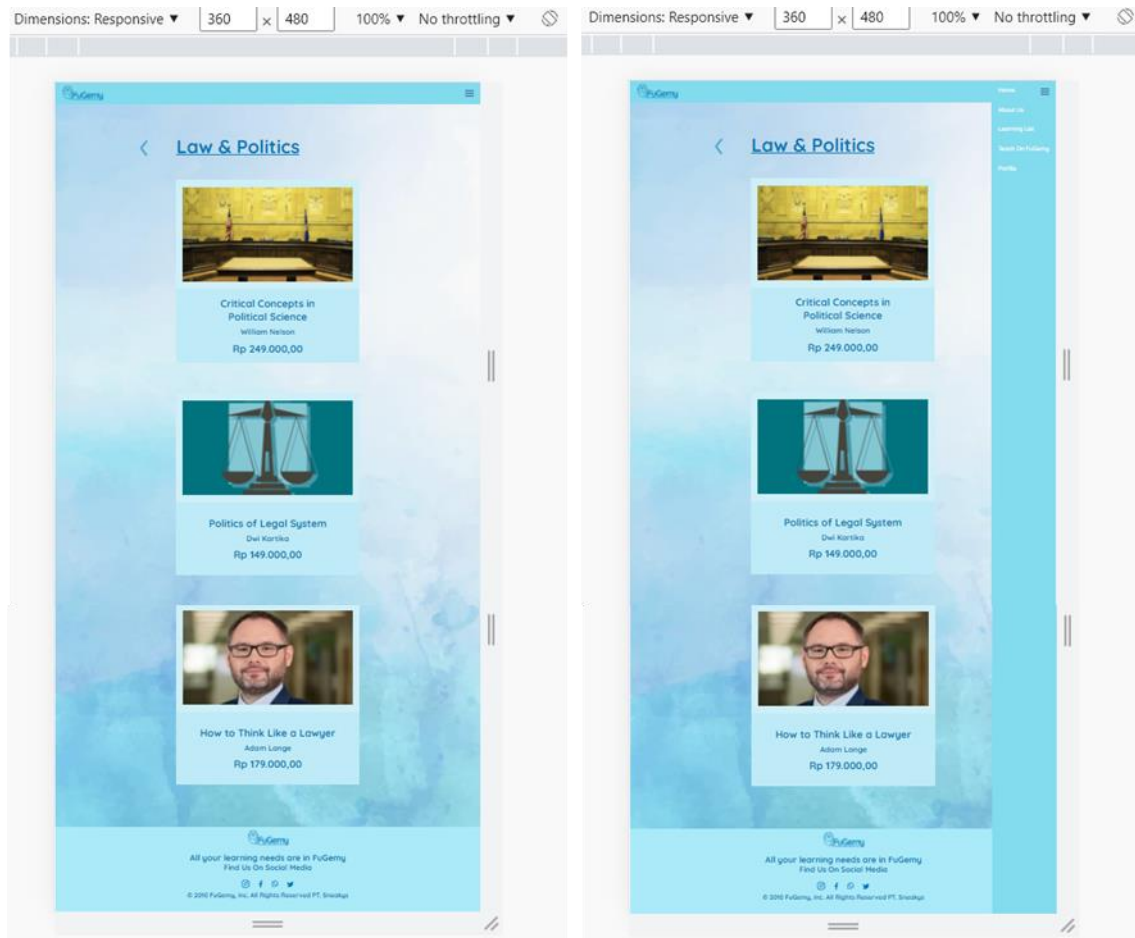 Dimensions: Responsive ▼ 360 x 480 100% ▼ No throttling ▼
FuGemy
Law & Politics
Critical Concepts in
Political Science
William Nelson
Rp 249.000,00
Politics of Legal System
Dwi Kartika
Rp 149.000,00
How to Think Like a Lawyer
Adam Lange
Rp 179.000,00
FuGemy
All your learning needs are in FuGemy
Find Us On Social Media
© 2010 FuGemy, Inc. All Rights Reserved PT.
Dimensions: Responsive ▼ 360 x 480 100% ▼ No throttling ▼
FuGemy
Home
About Us
Learning List
Teach On FuGemy
Profile
Law & Politics
Critical Concepts in
Political Science
William Nelson
Rp 249.000,00
Politics of Legal System
Dwi Kartika
Rp 149.000,00
How to Think Like a Lawyer
Adam Lange
Rp 179.000,00
FuGemy
All your learning needs are in FuGemy
Find Us On Social Media
© 2010 FuGemy, Inc. All Rights Reserved PT.